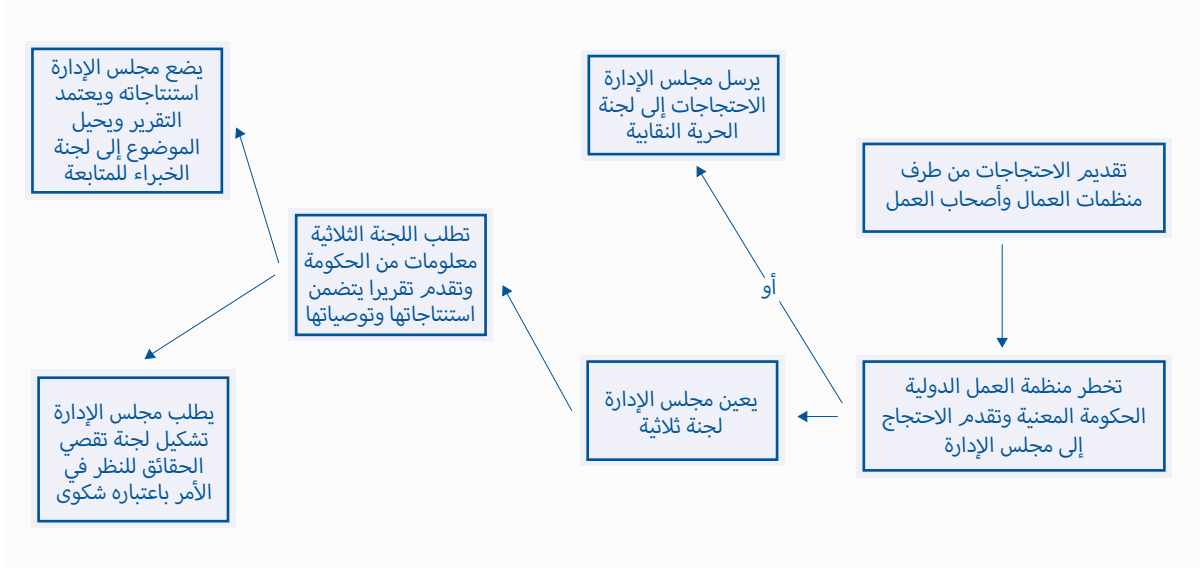 تقديم الاحتجاجات من طرف
منظمات العمال وأصحاب العمل
تخطر منظمة العمل الدولية
الحكومة المعنية وتقدم الاحتجاج
إلى مجلس الإدارة
أو
يرسل مجلس الإدارة
الاحتجاجات إلى لجنة
الحرية النقابية
يعين مجلس الإدارة
لجنة ثلاثية
تطلب اللجنة الثلاثية
معلومات من الحكومة
وتقدم تقريرا يتضمن
استنتاجاتها وتوصياتها
يضع مجلس الإدارة
استنتاجاته ويعتمد
التقرير ويحيل
الموضوع إلى لجنة
الخبراء للمتابعة
يطلب مجلس الإدارة
تشكيل لجنة تقصي
الحقائق للنظر في
الأمر باعتباره شكوى